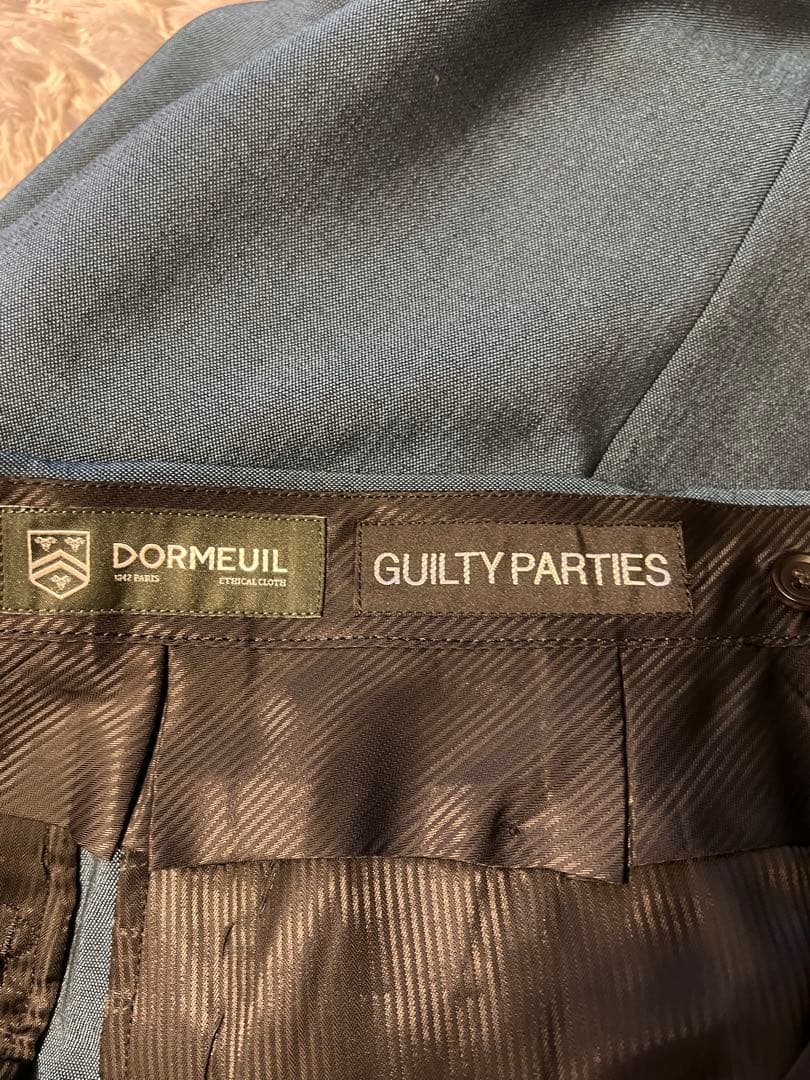 DORMEUIL
1842 PARIS ETHICAL CLOTH
GUILTY PARTIES